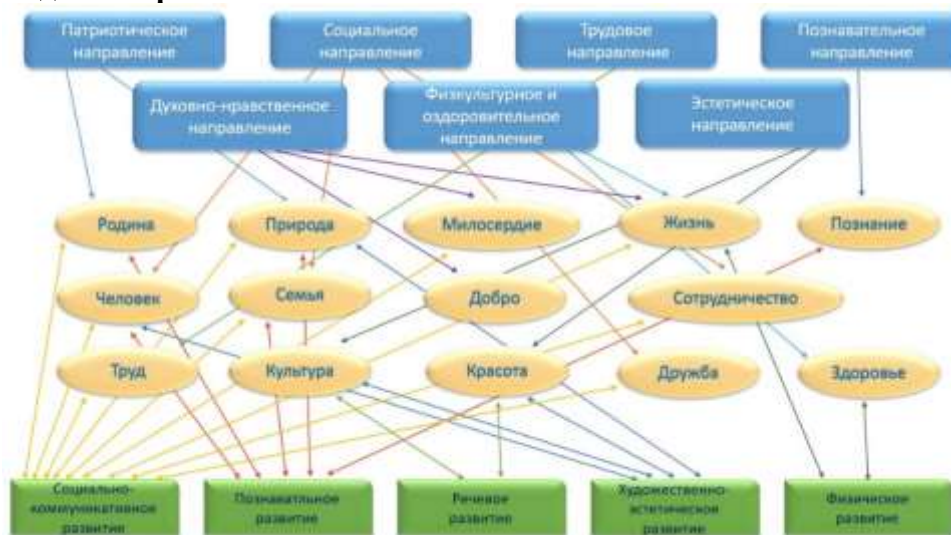 Патриотическое
направление
Социальное
направление
Трудовое
направление
Познавательное
направление
Духовно-нравственное
направление
Физкультурное и
оздоровительное
направление
Эстетическое
направление
Родина
Природа
Милосердие
Жизнь
Познание
Человек
Семья
Добро
Сотрудничество
Труд
Культура
Красота
Дружба
Здоровье
Социально-
коммуникативное
развитие
Познаватльное
развитие
Речевое
развитие
Художественно-
эстетическое
развитие
Физическое
развитие